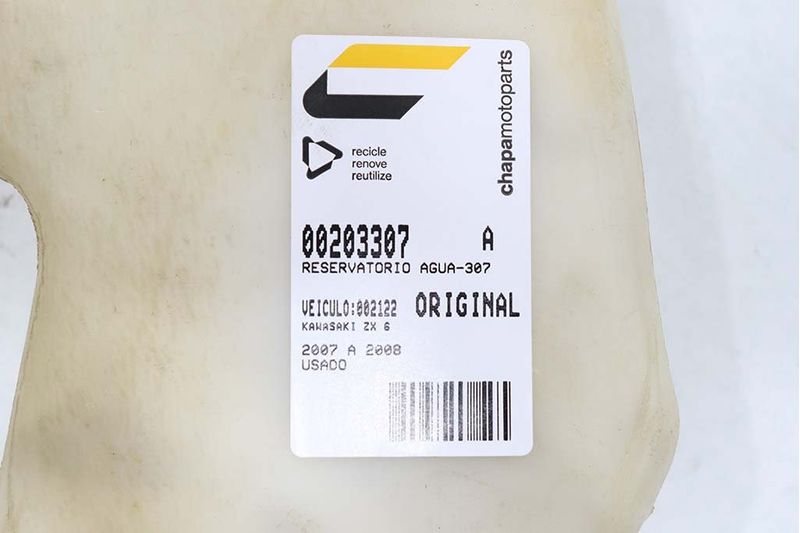 chapamotoparts
recicle
renove
reutilize
00203307 A
RESERVATORIO AGUA-307
VEICULO:002122 ORIGINAL
KAWASAKI ZX 6
2007 A 2008
USADO